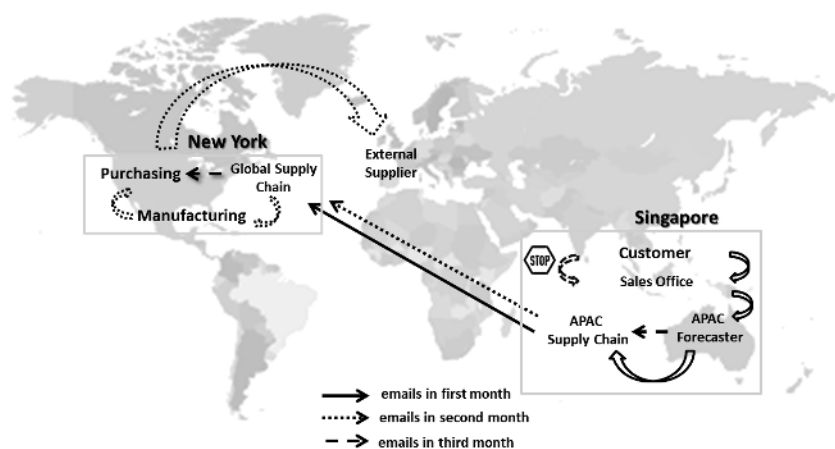 New York
Purchasing
Global Supply
Chain
Manufacturing
External
Supplier
Singapore
STOP
Customer
Sales Office
APAC
Supply Chain
APAC
Forecaster
emails in first month
emails in second month
emails in third month